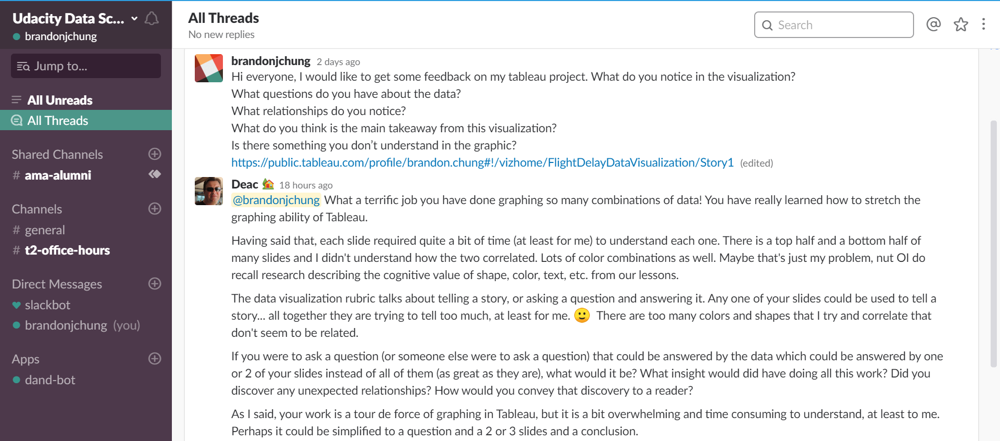 Udacity Data Sc...
brandonjchung
Jump to...
All Unreads
All Threads
Shared Channels
# ama-alumni
Channels
# general
# t2-office-hours
Direct Messages
slackbot
brandonjchung (you)
Apps
dand-bot
All Threads
No new replies
Search
brandonjchung 2 days ago
Hi everyone, I would like to get some feedback on my tableau project. What do you notice in the visualization?
What questions do you have about the data?
What relationships do you notice?
What do you think is the main takeaway from this visualization?
Is there something you don’t understand in the graphic?
https://public.tableau.com/profile/brandon.chung#!/vizhome/FlightDelayDataVisualization/Story1 (edited)
Deac 18 hours ago
@brandonjchung What a terrific job you have done graphing so many combinations of data! You have really learned how to stretch the
graphing ability of Tableau.
Having said that, each slide required quite a bit of time (at least for me) to understand each one. There is a top half and a bottom half of
many slides and I didn't understand how the two correlated. Lots of color combinations as well. Maybe that's just my problem, nut OI do
recall research describing the cognitive value of shape, color, text, etc. from our lessons.
The data visualization rubric talks about telling a story, or asking a question and answering it. Any one of your slides could be used to tell a
story... all together they are trying to tell too much, at least for me. There are too many colors and shapes that I try and correlate that
don't seem to be related.
If you were to ask a question (or someone else were to ask a question) that could be answered by the data which could be answered by one
or 2 of your slides instead of all of them (as great as they are), what would it be? What insight would did have doing all this work? Did you
discover any unexpected relationships? How would you convey that discovery to a reader?
As I said, your work is a tour de force of graphing in Tableau, but it is a bit overwhelming and time consuming to understand, at least to me.
Perhaps it could be simplified to a question and a 2 or 3 slides and a conclusion.